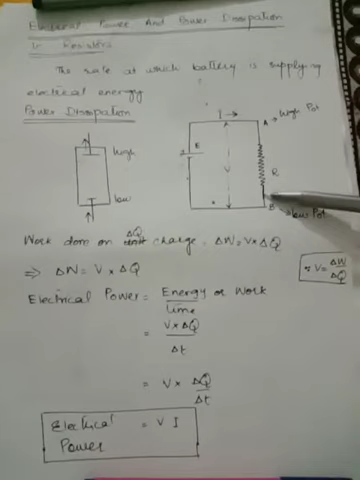 Electrical Power And Power Dissipation
In Resistors
The rate at which battery is supplying
electrical energy
Power Dissipation
I →
A → High Pot
High
E
V
R
Low
B → Low Pot
Work done on charge = ΔW = V × ΔQ
ΔQ
⇒ ΔW = V × ΔQ
∵ V = ΔW
ΔQ
Electrical Power = Energy or Work
time
= V × ΔQ
Δt
= V × ΔQ
Δt
Electrical = V I
Power